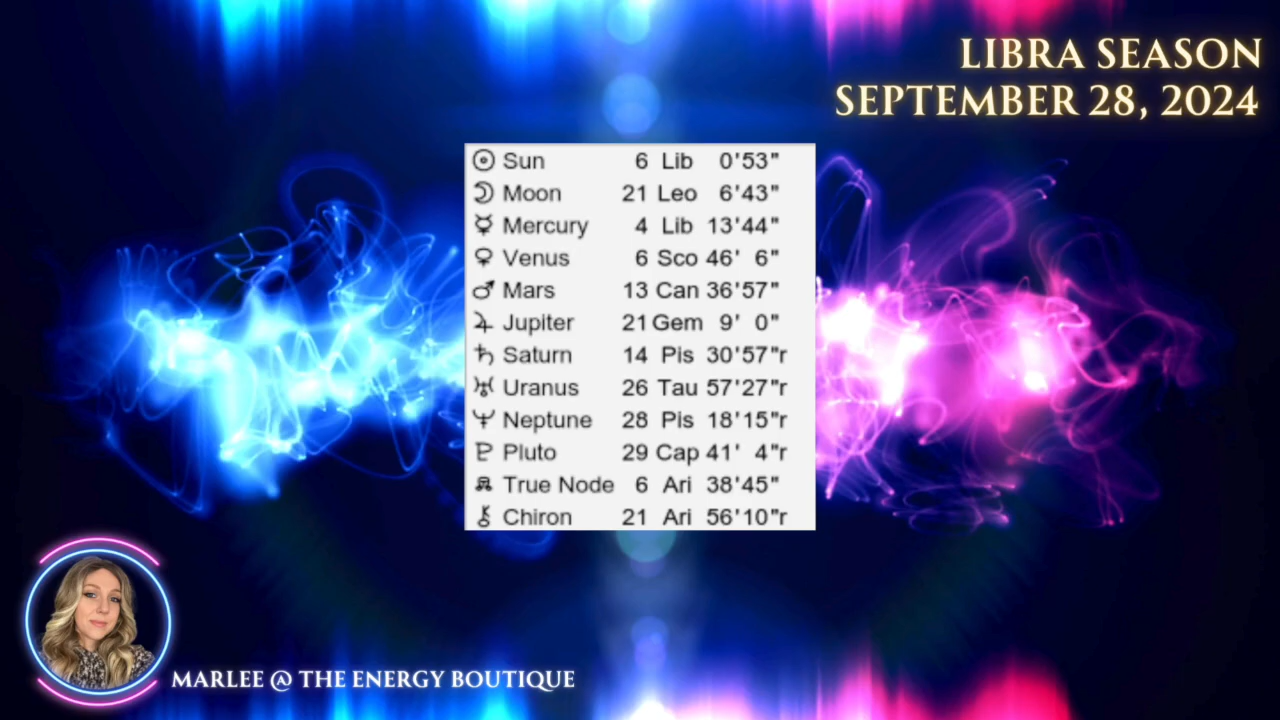 LIBRA SEASON
SEPTEMBER 28, 2024
☉ Sun 6 Lib 0'53"
☽ Moon 21 Leo 6'43"
☿ Mercury 4 Lib 13'44"
♀ Venus 6 Sco 46' 6"
♂ Mars 13 Can 36'57"
♃ Jupiter 21 Gem 9' 0"
♄ Saturn 14 Pis 30'57"r
♅ Uranus 26 Tau 57'27"r
♆ Neptune 28 Pis 18'15"r
♇ Pluto 29 Cap 41' 4"r
☊ True Node 6 Ari 38'45"
⚷ Chiron 21 Ari 56'10"r
MARLEE @ THE ENERGY BOUTIQUE